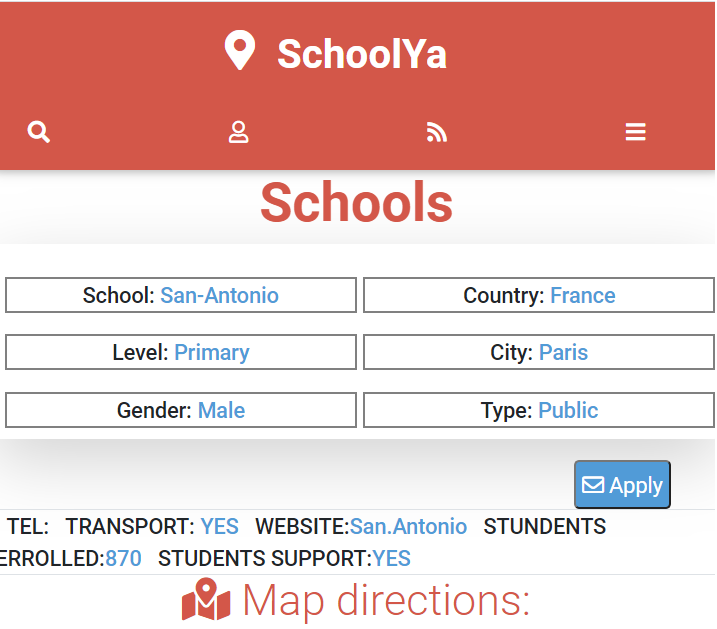 SchoolYa
Schools
School: San-Antonio
Country: France
Level: Primary
City: Paris
Gender: Male
Type: Public
Apply
TEL: TRANSPORT: YES WEBSITE:San.Antonio STUNDENTS
ERROLLED:870 STUDENTS SUPPORT:YES
Map directions: